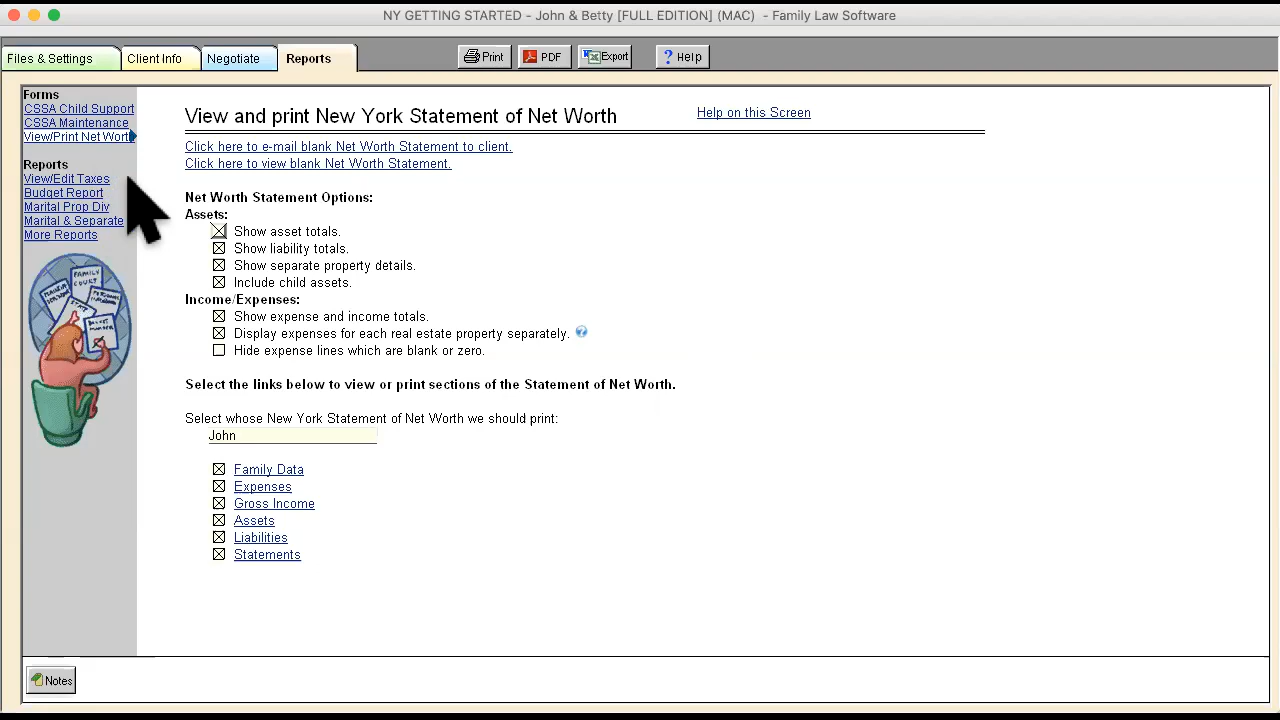 NY GETTING STARTED - John & Betty [FULL EDITION] (MAC) - Family Law Software
Files & Settings
Client Info
Negotiate
Reports
Print
PDF
Export
? Help
Forms
CSSA Child Support
CSSA Maintenance
View/Print Net Wort
Reports
View/Edit Taxes
Budget Report
Marital Prop Div
Marital & Separate
More Reports
FAMILY COURT
View and print New York Statement of Net Worth
Help on this Screen
Click here to e-mail blank Net Worth Statement to client.
Click here to view blank Net Worth Statement.
Net Worth Statement Options:
Assets:
Show asset totals.
Show liability totals.
Show separate property details.
Include child assets.
Income/Expenses:
Show expense and income totals.
Display expenses for each real estate property separately. ?
Hide expense lines which are blank or zero.
Select the links below to view or print sections of the Statement of Net Worth.
Select whose New York Statement of Net Worth we should print:
John
Family Data
Expenses
Gross Income
Assets
Liabilities
Statements
Notes